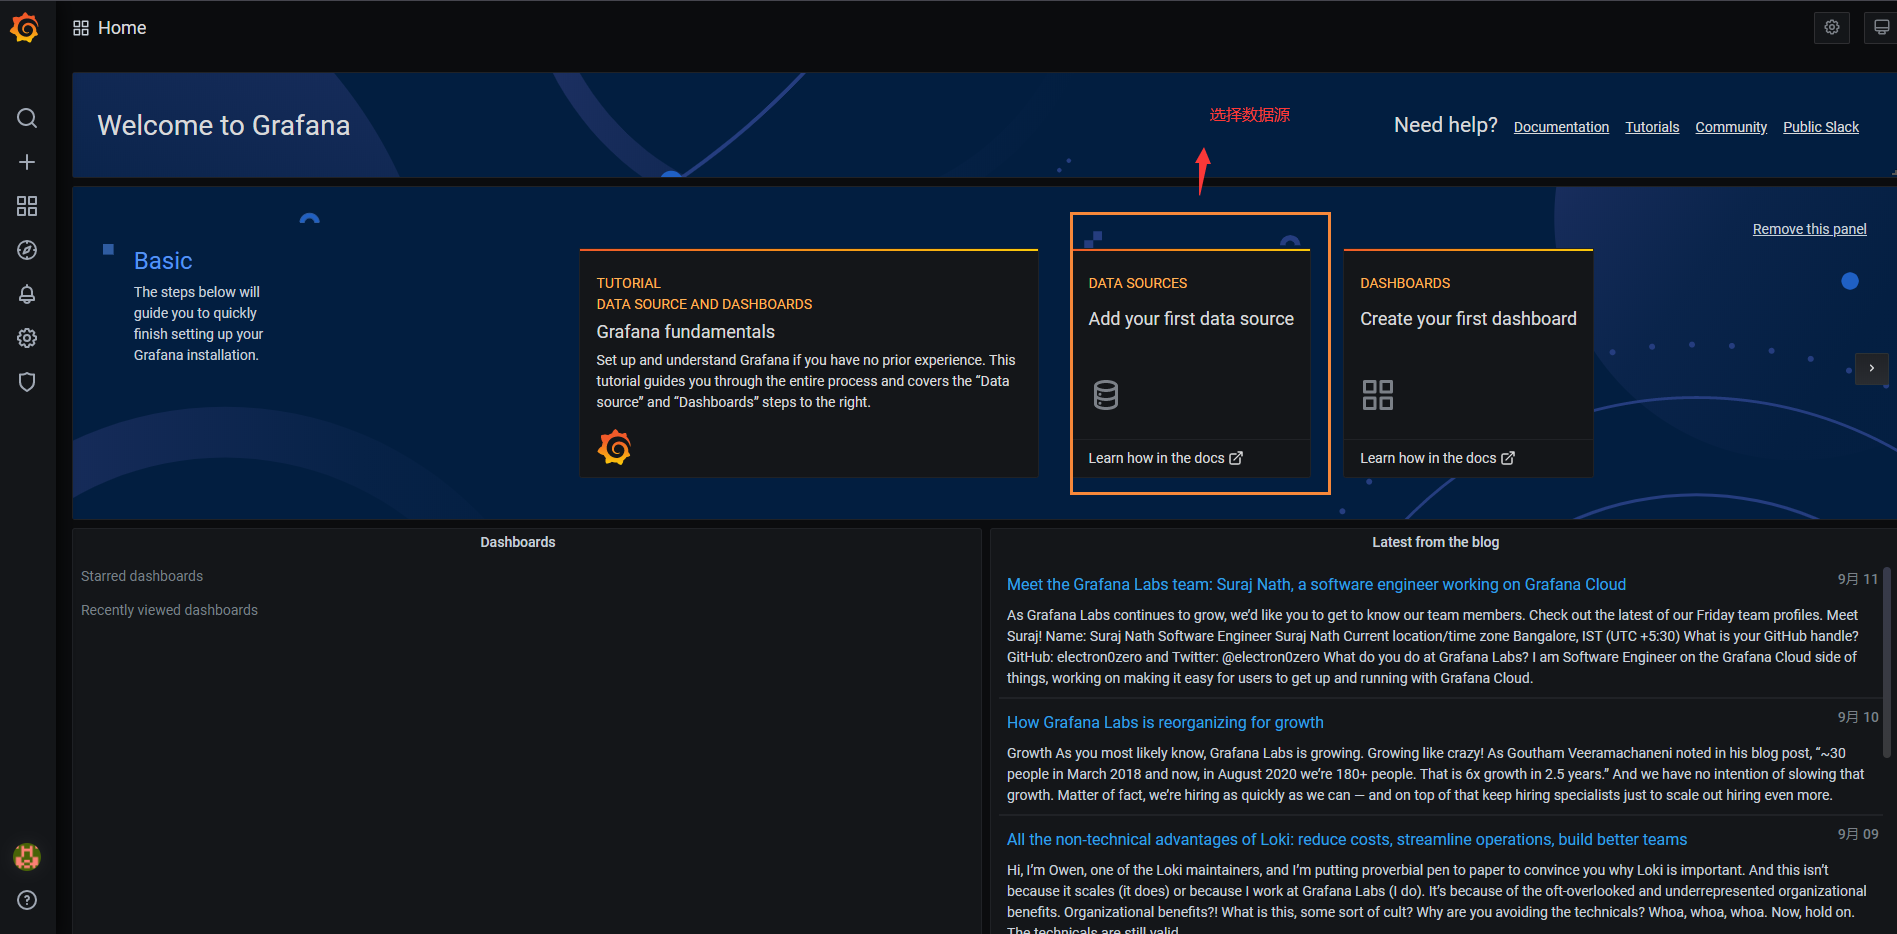 Home
Welcome to Grafana
选择数据源
Need help?
Documentation
Tutorials
Community
Public Slack
Remove this panel
Basic
The steps below will
guide you to quickly
finish setting up your
Grafana installation.
TUTORIAL
DATA SOURCE AND DASHBOARDS
Grafana fundamentals
Set up and understand Grafana if you have no prior experience. This
tutorial guides you through the entire process and covers the “Data
source” and “Dashboards” steps to the right.
DATA SOURCES
Add your first data source
Learn how in the docs
DASHBOARDS
Create your first dashboard
Learn how in the docs
Dashboards
Starred dashboards
Recently viewed dashboards
Latest from the blog
Meet the Grafana Labs team: Suraj Nath, a software engineer working on Grafana Cloud
9月 11
As Grafana Labs continues to grow, we’d like you to get to know our team members. Check out the latest of our Friday team profiles. Meet
Suraj! Name: Suraj Nath Software Engineer Suraj Nath Current location/time zone Bangalore, IST (UTC +5:30) What is your GitHub handle?
GitHub: electron0zero and Twitter: @electron0zero What do you do at Grafana Labs? I am Software Engineer on the Grafana Cloud side of
things, working on making it easy for users to get up and running with Grafana Cloud.
How Grafana Labs is reorganizing for growth
9月 10
Growth As you most likely know, Grafana Labs is growing. Growing like crazy! As Goutham Veeramachaneni noted in his blog post, “~30
people in March 2018 and now, in August 2020 we’re 180+ people. That is 6x growth in 2.5 years.” And we have no intention of slowing that
growth. Matter of fact, we’re hiring as quickly as we can — and on top of that keep hiring specialists just to scale out hiring even more.
All the non-technical advantages of Loki: reduce costs, streamline operations, build better teams
9月 09
Hi, I’m Owen, one of the Loki maintainers, and I’m putting proverbial pen to paper to convince you why Loki is important. And this isn’t
because it scales (it does) or because I work at Grafana Labs (I do). It’s because of the oft-overlooked and underrepresented organizational
benefits. Organizational benefits?! What is this, some sort of cult? Why are you avoiding the technicals? Whoa, whoa, whoa. Now, hold on.
The technicals are still valid